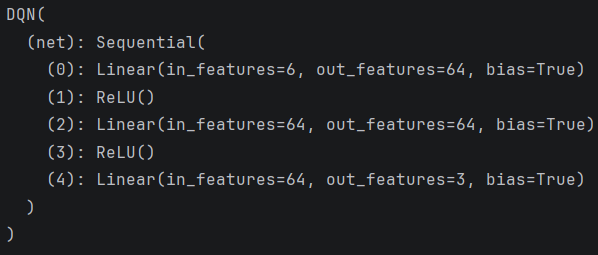 DQN(
  (net): Sequential(
    (0): Linear(in_features=6, out_features=64, bias=True)
    (1): ReLU()
    (2): Linear(in_features=64, out_features=64, bias=True)
    (3): ReLU()
    (4): Linear(in_features=64, out_features=3, bias=True)
  )
)